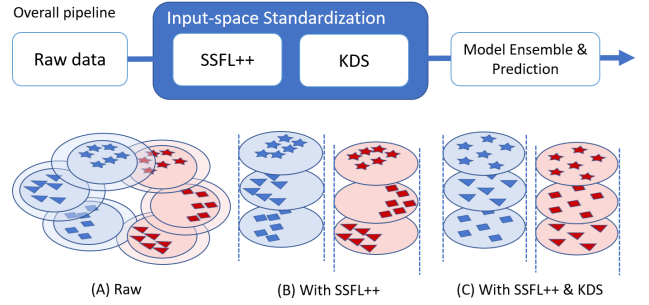 Overall pipeline
Input-space Standardization
Raw data
SSFL++
KDS
Model Ensemble &
Prediction
(A) Raw
(B) With SSFL++
(C) With SSFL++ & KDS